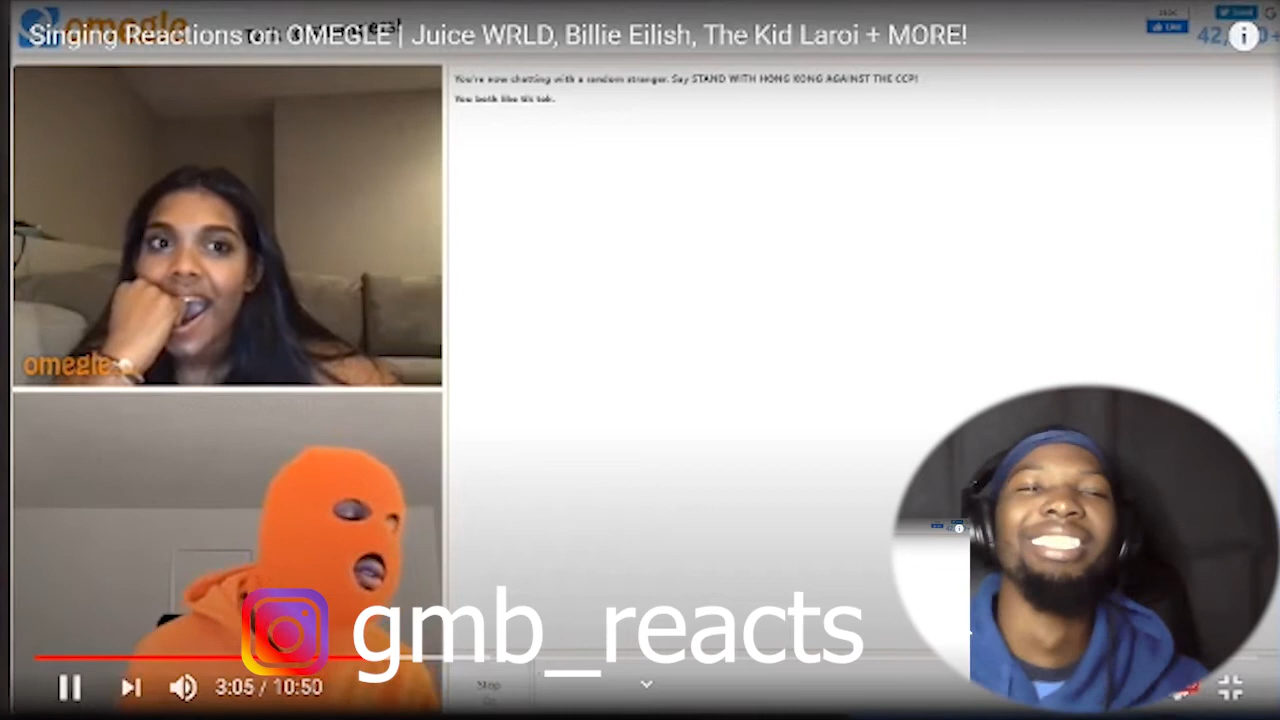 omegle
Singing Reactions on OMEGLE | Juice WRLD, Billie Eilish, The Kid Laroi + MORE!
You're now chatting with a random stranger. Say STAND WITH HONG KONG AGAINST THE CCP!
You both like tik tok.
omegle
gmb_reacts
3:05 / 10:50
Stop